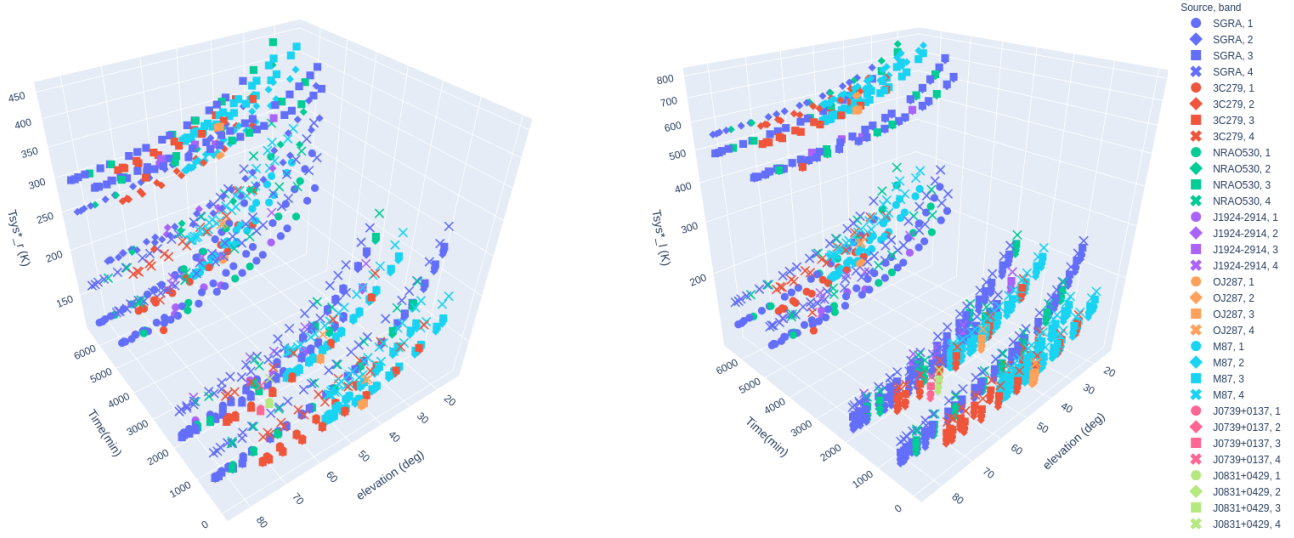 450
400
350
300
250
200
150
Tsys*_r (K)
6000
5000
4000
3000
2000
1000
0
Time(min)
80
70
60
50
40
30
20
elevation (deg)
800
700
600
500
400
300
200
Tsys*_l (K)
6000
5000
4000
3000
2000
1000
0
Time(min)
80
70
60
50
40
30
20
elevation (deg)
Source, band
SGRA, 1
SGRA, 2
SGRA, 3
SGRA, 4
3C279, 1
3C279, 2
3C279, 3
3C279, 4
NRAO530, 1
NRAO530, 2
NRAO530, 3
NRAO530, 4
J1924-2914, 1
J1924-2914, 2
J1924-2914, 3
J1924-2914, 4
OJ287, 1
OJ287, 2
OJ287, 3
OJ287, 4
M87, 1
M87, 2
M87, 3
M87, 4
J0739+0137, 1
J0739+0137, 2
J0739+0137, 3
J0739+0137, 4
J0831+0429, 1
J0831+0429, 2
J0831+0429, 3
J0831+0429, 4